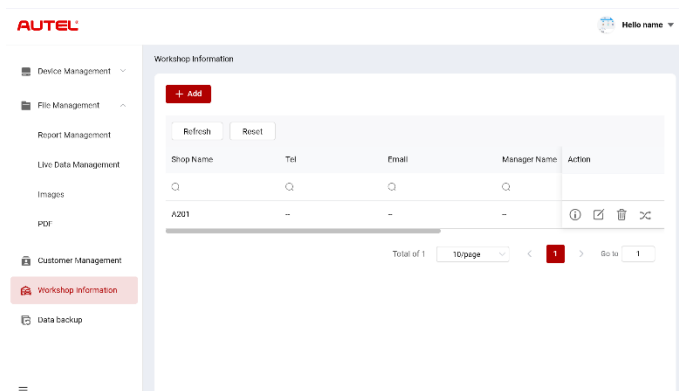 AUTEL
Hello name
Device Management
File Management
Report Management
Live Data Management
Images
PDF
Customer Management
Workshop Information
Data backup
Workshop Information
+ Add
Refresh Reset
Shop Name Tel Email Manager Name Action
A201 -- -- --
Total of 1 10/page < 1 > Go to 1